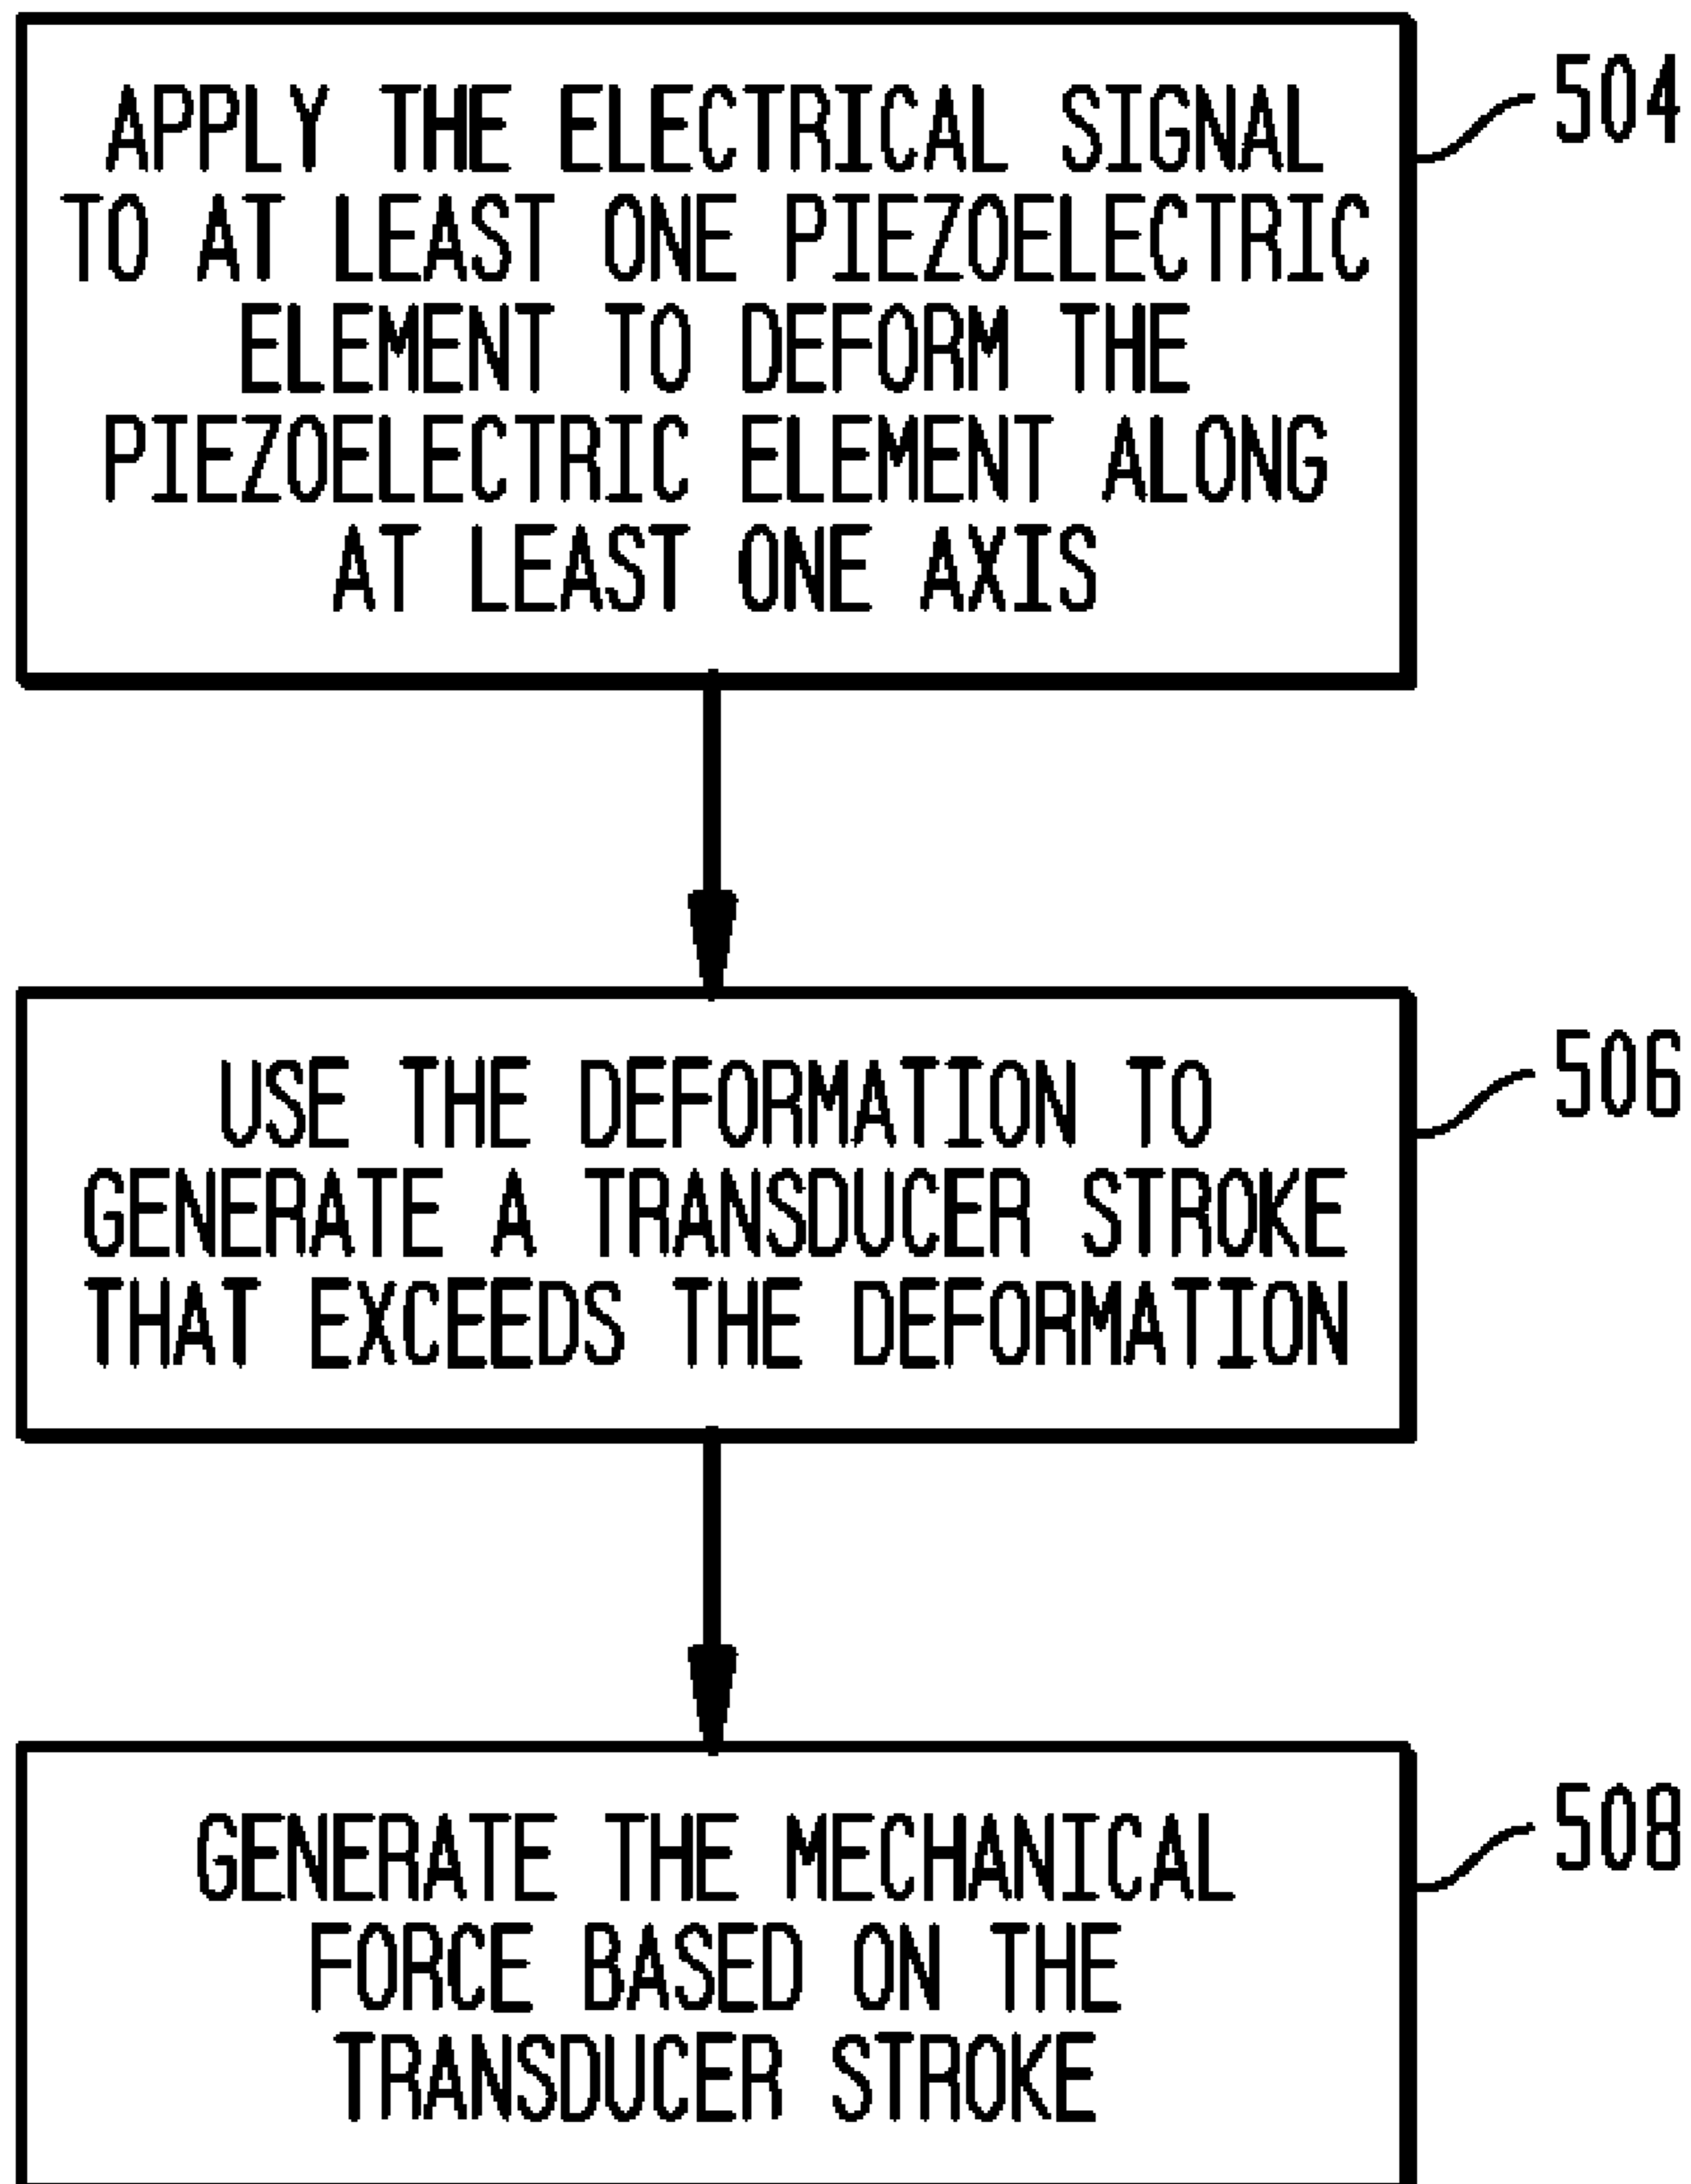 APPLY THE ELECTRICAL SIGNAL
TO AT LEAST ONE PIEZOELECTRIC
ELEMENT TO DEFORM THE
PIEZOELECTRIC ELEMENT ALONG
AT LEAST ONE AXIS
504
USE THE DEFORMATION TO
GENERATE A TRANSDUCER STROKE
THAT EXCEEDS THE DEFORMATION
506
GENERATE THE MECHANICAL
FORCE BASED ON THE
TRANSDUCER STROKE
508